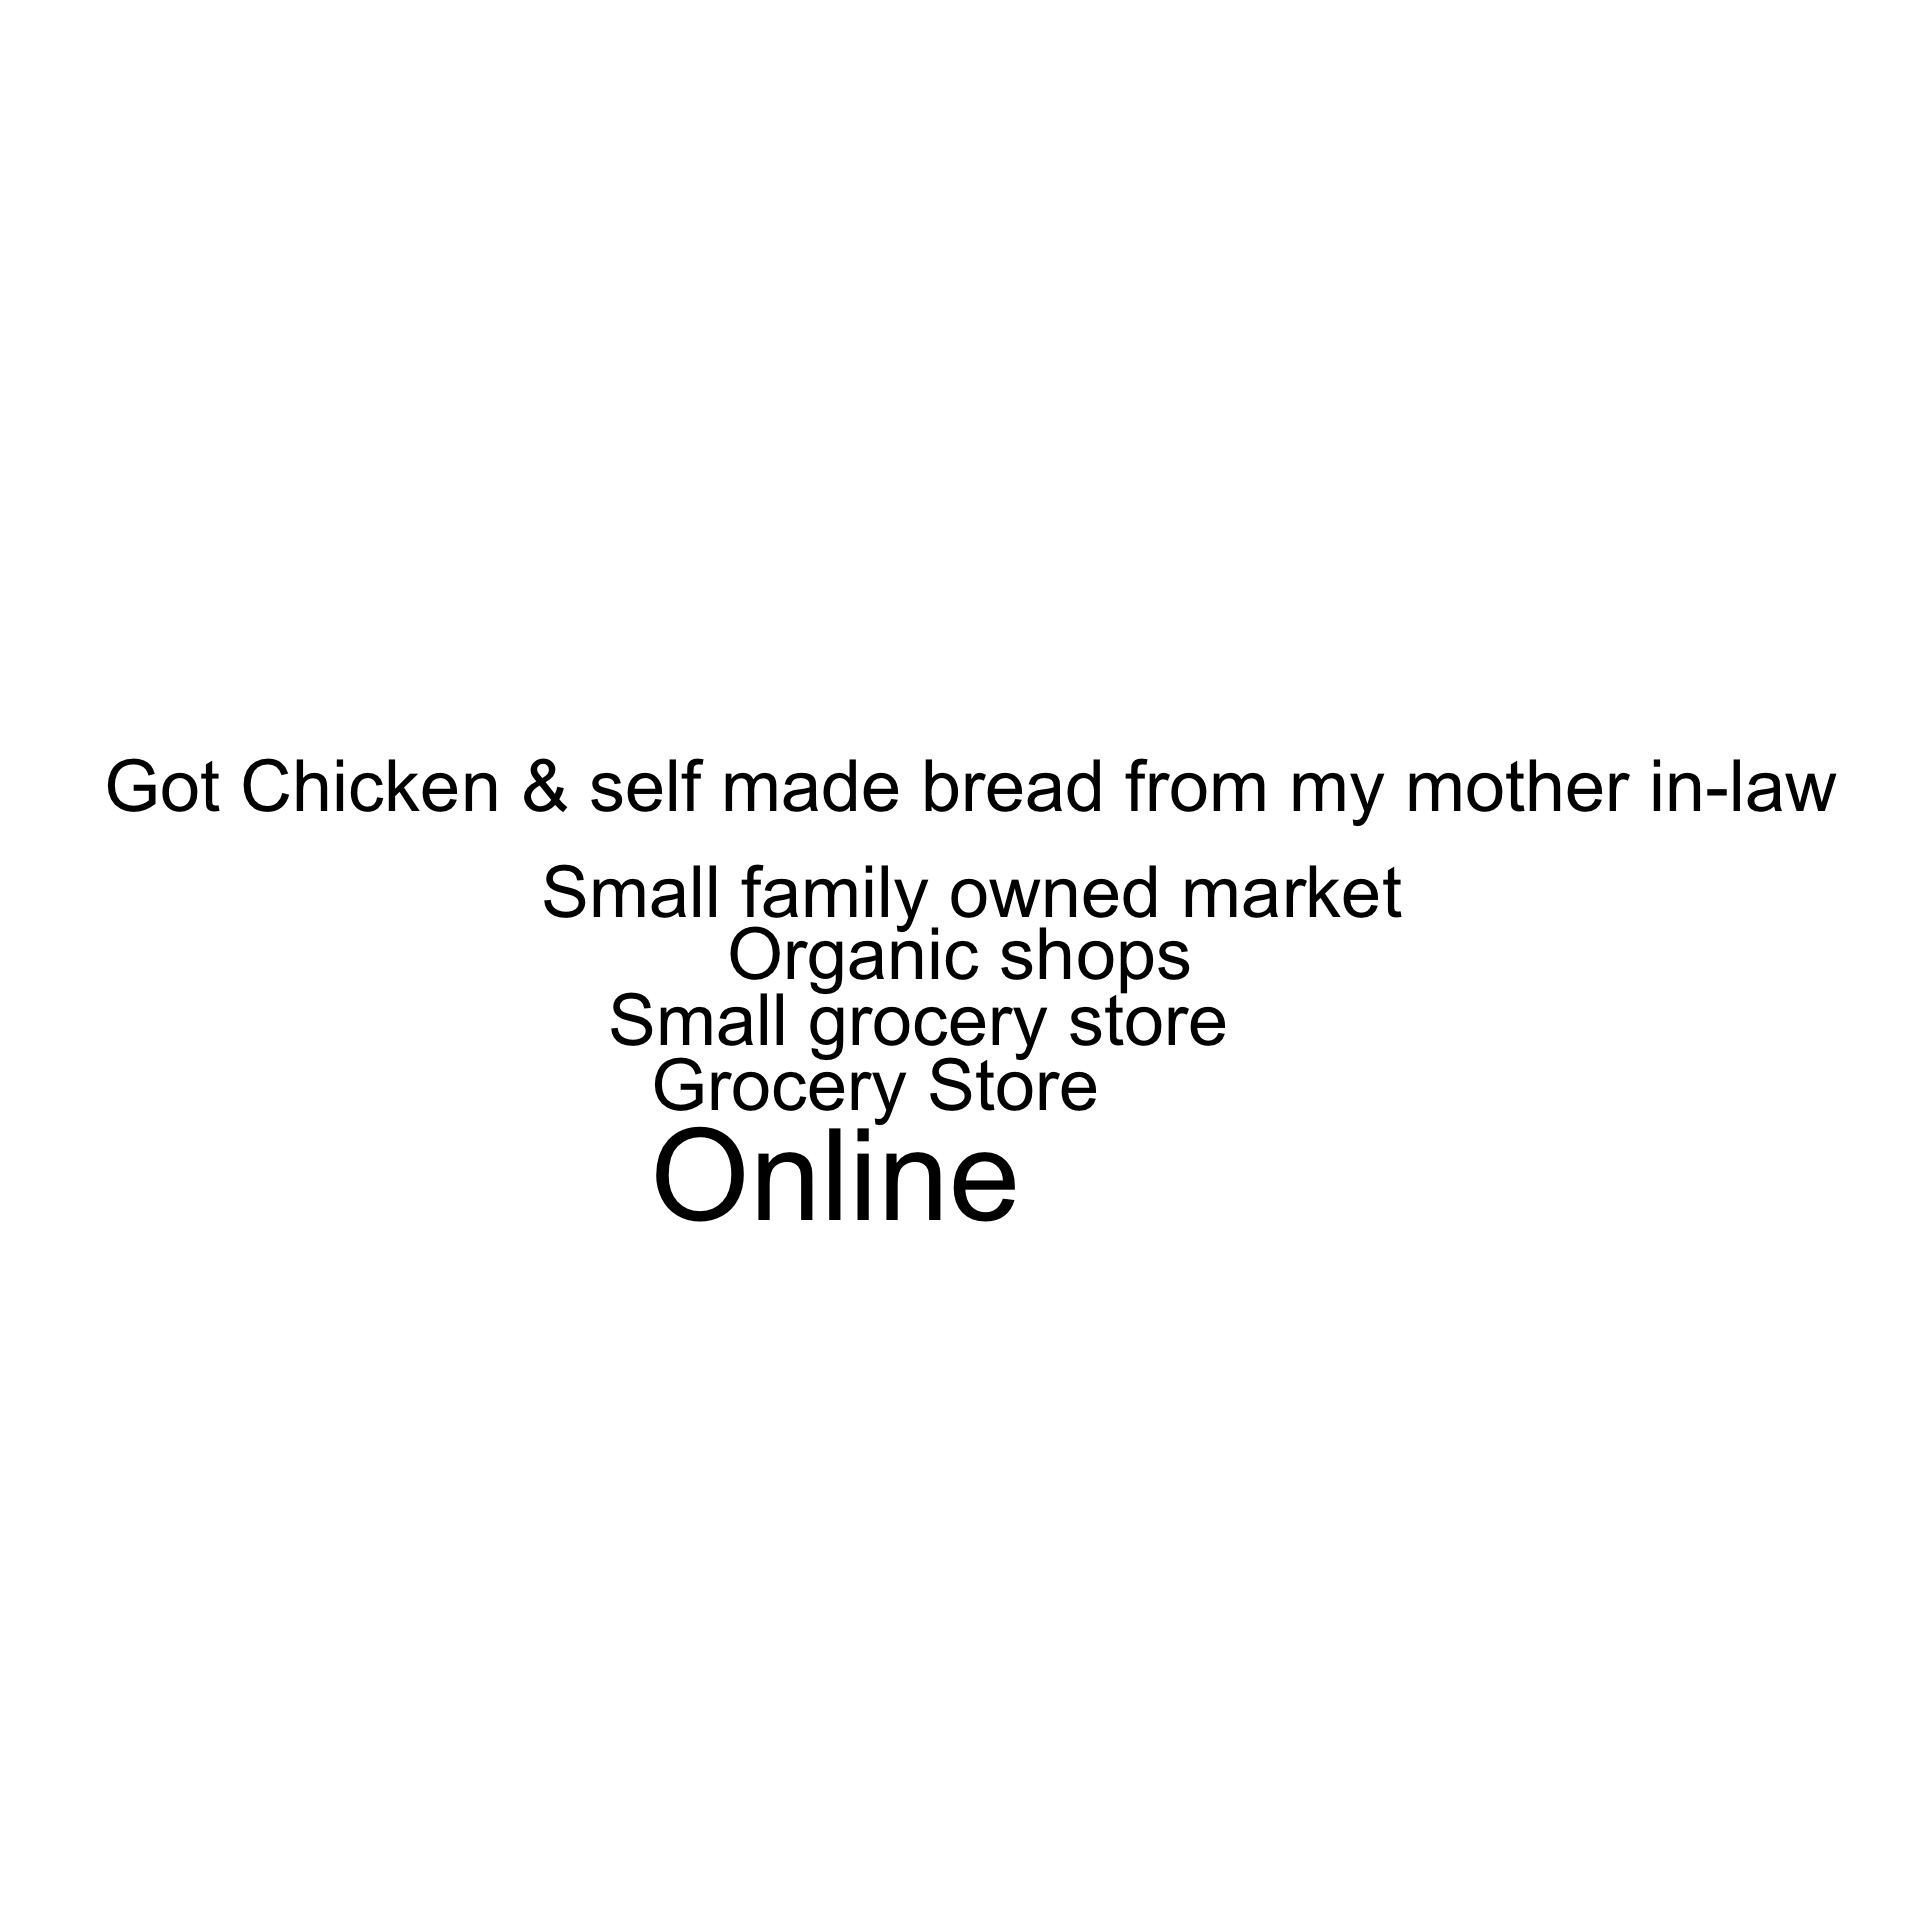 Got Chicken & self made bread from my mother in-law
Small family owned market
Organic shops
Small grocery store
Grocery Store
Online